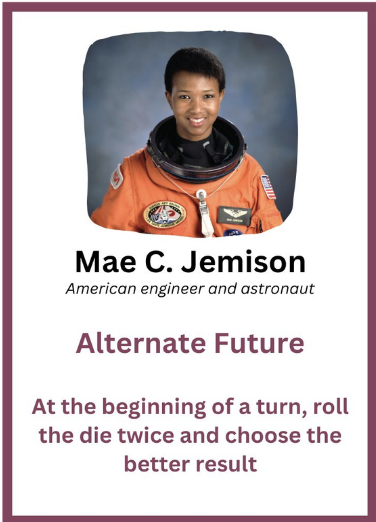 Mae C. Jemison
American engineer and astronaut
Alternate Future
At the beginning of a turn, roll
the die twice and choose the
better result